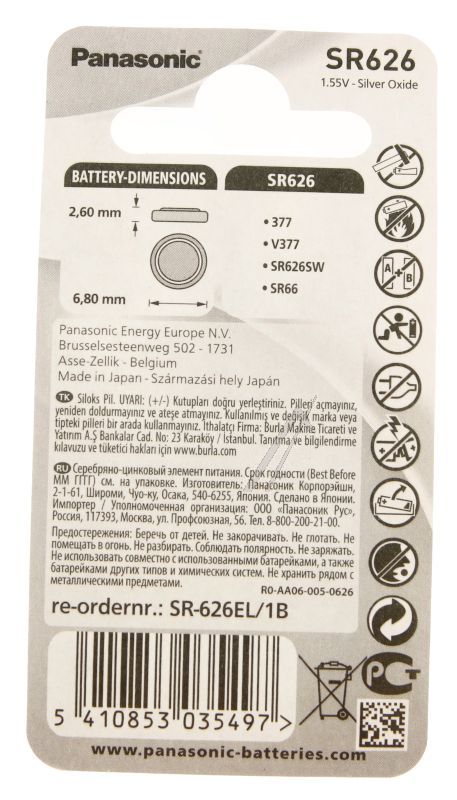 Panasonic
SR626
1.55V - Silver Oxide
BATTERY-DIMENSIONS
SR626
2,60 mm
6,80 mm
• 377
• V377
• SR626SW
• SR66
A + B
Panasonic Energy Europe N.V.
Brusselsesteenweg 502 - 1731
Asse-Zellik - Belgium
Made in Japan - Származási hely Japán
TK Siloks Pil. UYARI: (+/-) Kutupları doğru yerleştiriniz. Pilleri açmayınız,
yeniden doldurmayınız ve ateşe atmayınız. Kullanılmış ve değişik marka veya
tipteki pilleri bir arada kullanmayınız. İthalatçı Firma: Burla Makine Ticareti ve
Yatırım A.Ş Bankalar Cad. No: 23 Karaköy / İstanbul. Tanıtma ve bilgilendirme
kılavuzu ve tüketici hakları için www.burla.com
RU Серебряно-цинковый элемент питания. Срок годности (Best Before
ММ ГГГГ) см. на упаковке. Изготовитель: Панасоник Корпорэйшн,
2-1-61, Широми, Чуо-ку, Осака, 540-6255, Япония. Сделано в Японии.
Импортер / Уполномоченная организация: ООО «Панасоник Рус»,
Россия, 117393, Москва, ул. Профсоюзная, 56. Тел. 8-800-200-21-00.
Предостережения: Беречь от детей. Не закорачивать. Не глотать. Не
помещать в огонь. Не разбирать. Соблюдать полярность. Не заряжать.
Не использовать совместно с использованными батарейками, а также
батарейками других типов и химических систем. Не хранить рядом с
металлическими предметами.
R0-AA06-005-0626
re-ordernr.: SR-626EL/1B
5 410853 035497 >
www.panasonic-batteries.com